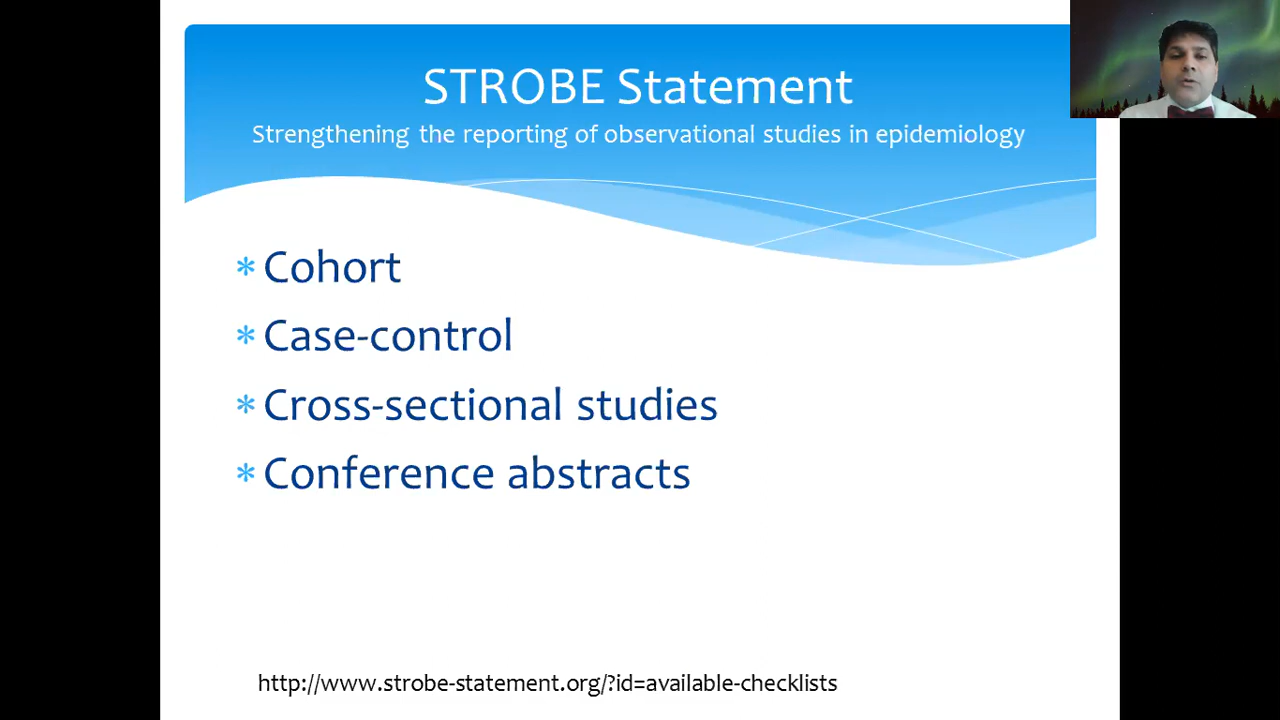 STROBE Statement
Strengthening the reporting of observational studies in epidemiology
* Cohort
* Case-control
* Cross-sectional studies
* Conference abstracts
http://www.strobe-statement.org/?id=available-checklists